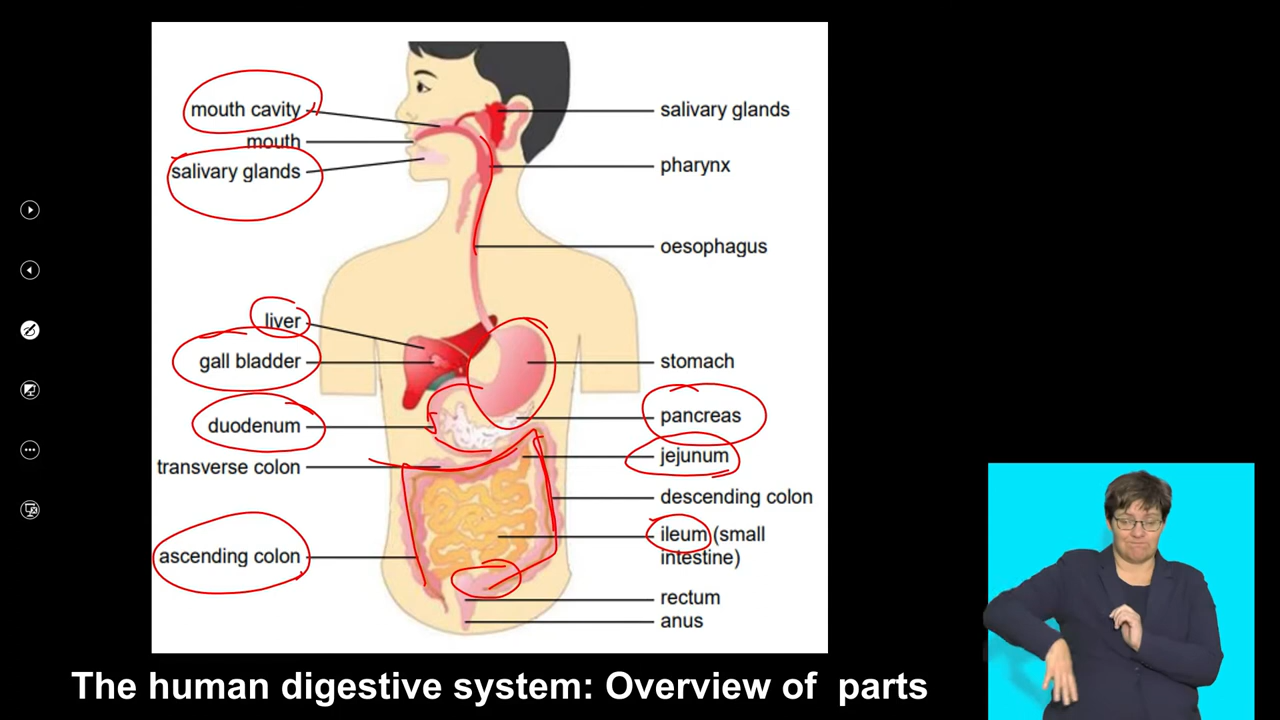 mouth cavity
mouth
salivary glands
liver
gall bladder
duodenum
transverse colon
ascending colon
salivary glands
pharynx
oesophagus
stomach
pancreas
jejunum
descending colon
ileum (small
intestine)
rectum
anus
The human digestive system: Overview of parts